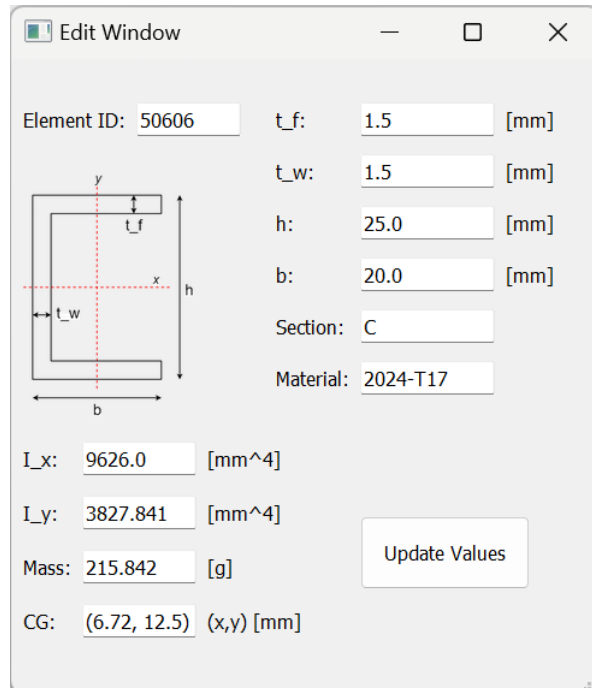 Edit Window
Element ID: 50606
t_f: 1.5 [mm]
t_w: 1.5 [mm]
h: 25.0 [mm]
b: 20.0 [mm]
Section: C
Material: 2024-T17
y
t_f
x
h
t_w
b
I_x: 9626.0 [mm^4]
I_y: 3827.841 [mm^4]
Mass: 215.842 [g]
CG: (6.72, 12.5) (x,y) [mm]
Update Values